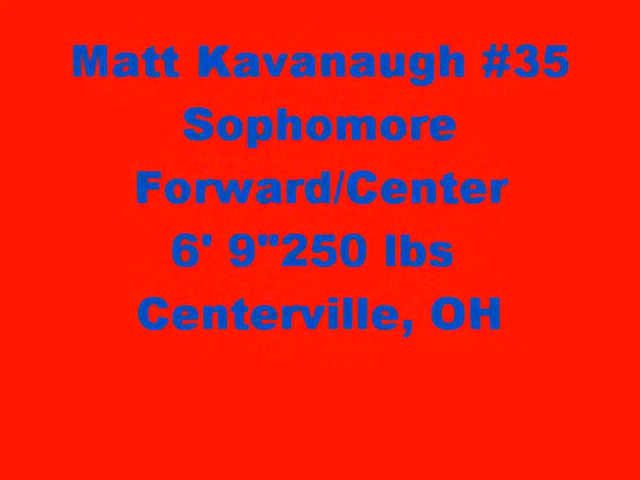 Matt Kavanaugh #35
Sophomore
Forward/Center
6' 9"250 lbs
Centerville, OH